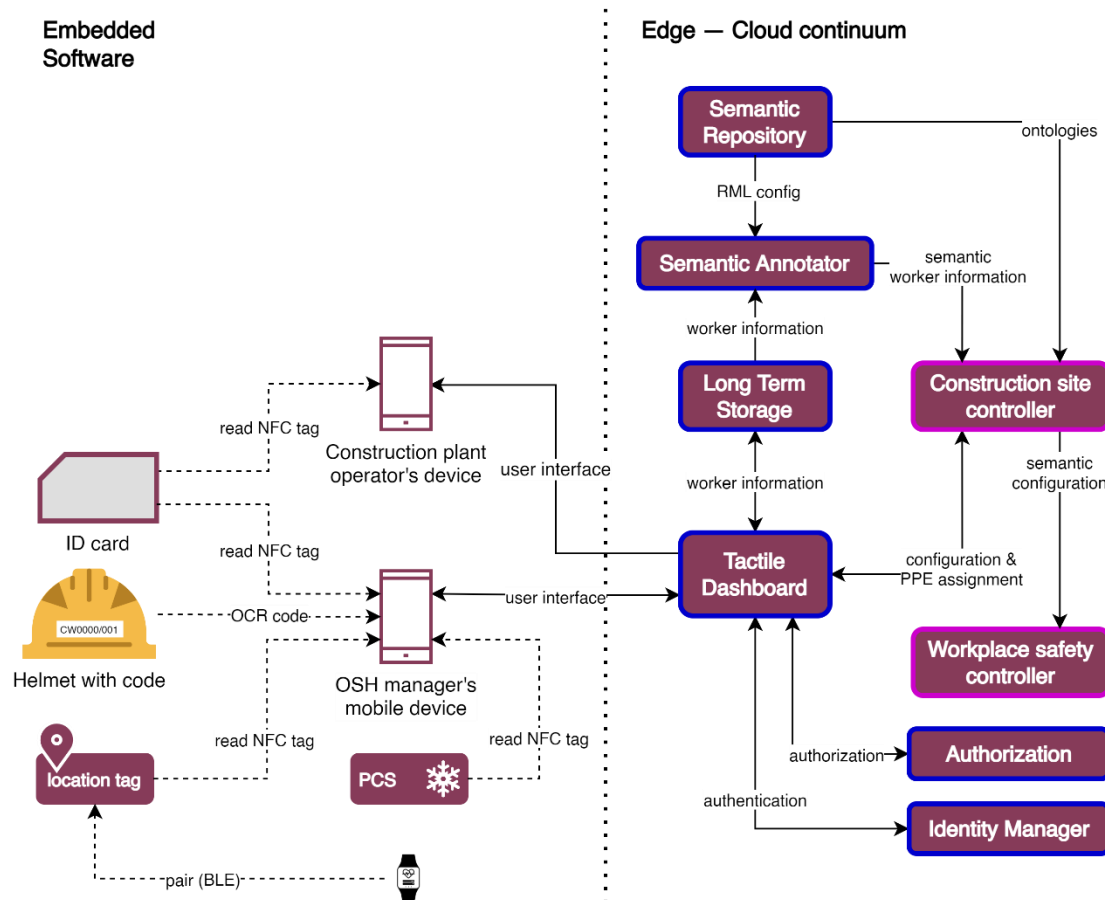 Embedded
Software
Edge — Cloud continuum
Semantic
Repository
ontologies
RML config
Semantic Annotator
semantic
worker information
worker information
Long Term
Storage
Construction site
controller
read NFC tag
Construction plant
operator's device
user interface
worker information
semantic
configuration
ID card
read NFC tag
Tactile
Dashboard
configuration &
PPE assignment
user interface
OCR code
CW0000/001
Helmet with code
OSH manager's
mobile device
Workplace safety
controller
read NFC tag
read NFC tag
location tag
PCS
authorization
Authorization
authentication
Identity Manager
pair (BLE)